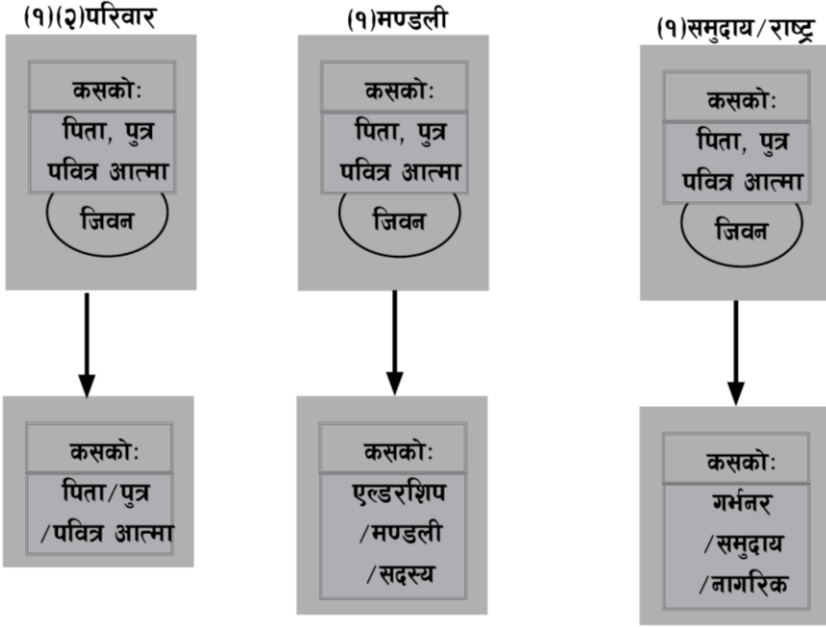 (१)(२)परिवार
कसको:
पिता, पुत्र
पवित्र आत्मा
जिवन
कसको:
पिता/पुत्र
/पवित्र आत्मा
(१)मण्डली
कसको:
पिता, पुत्र
पवित्र आत्मा
जिवन
कसको:
एल्डरशिप
/मण्डली
/सदस्य
(१)समुदाय/राष्ट्र
कसको:
पिता, पुत्र
पवित्र आत्मा
जिवन
कसको:
गर्भनर
/समुदाय
/नागरिक